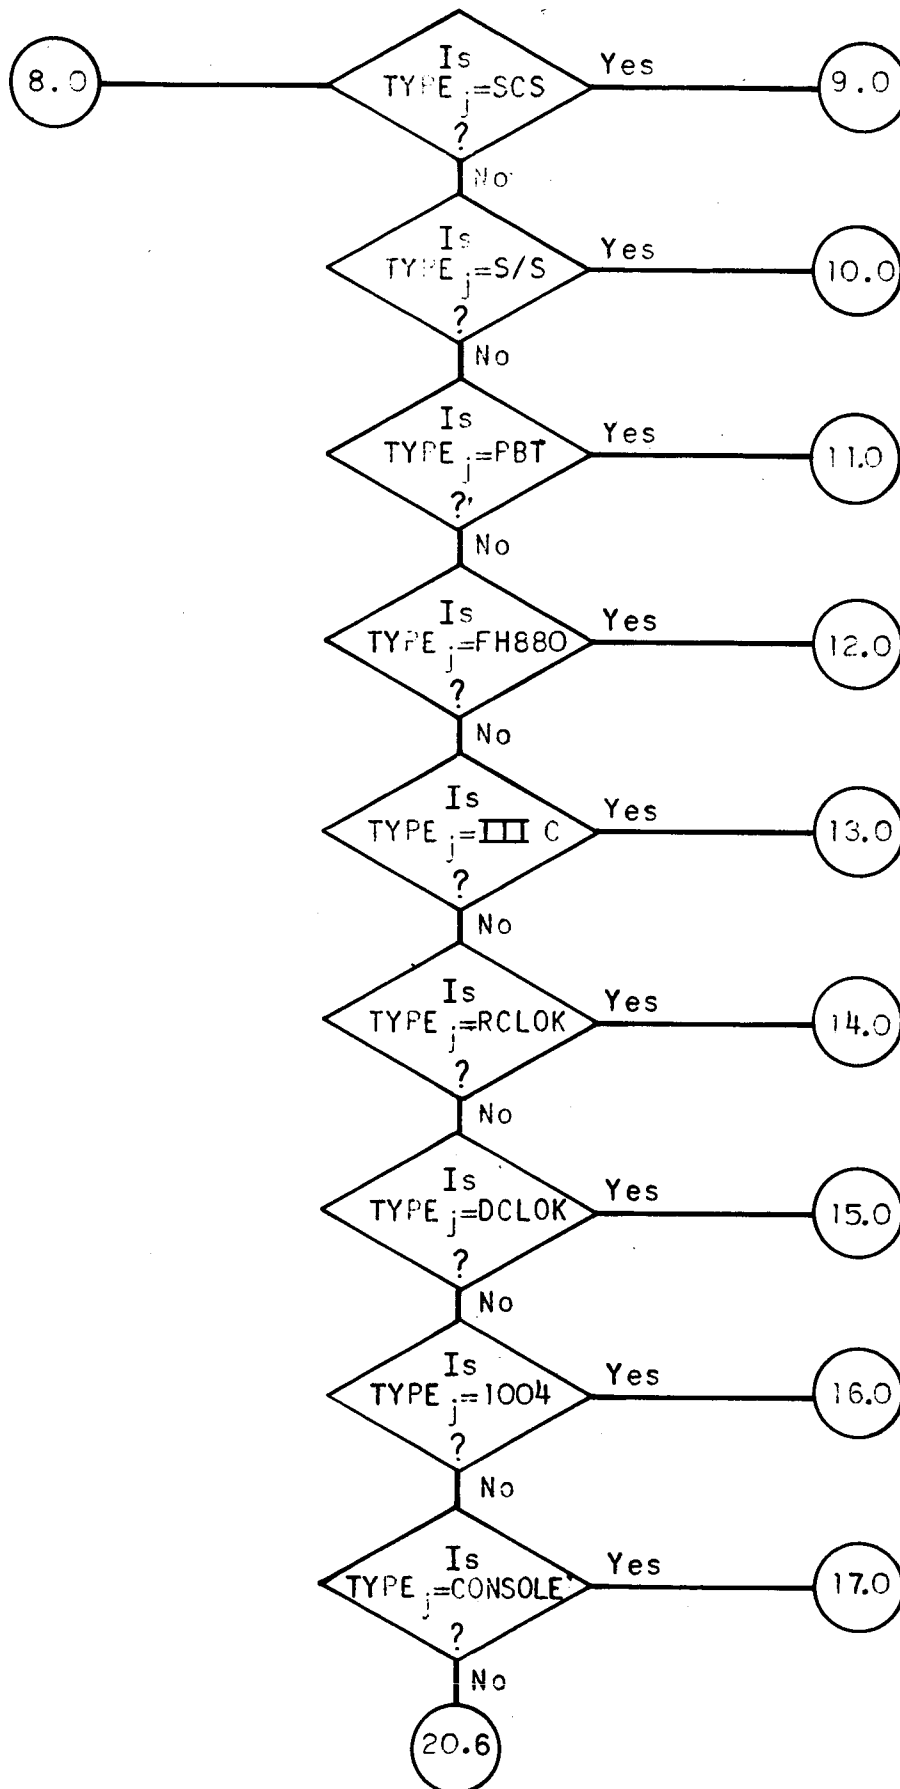 8.0
Is
TYPE j=SCS
?
Yes
9.0
No
Is
TYPE j=S/S
?
Yes
10.0
No
Is
TYPE j=PBT
?
Yes
11.0
No
Is
TYPE j=FH880
?
Yes
12.0
No
Is
TYPE j=III C
?
Yes
13.0
No
Is
TYPE j=RCLOK
?
Yes
14.0
No
Is
TYPE j=DCLOK
?
Yes
15.0
No
Is
TYPE j=1004
?
Yes
16.0
No
Is
TYPE j=CONSOLE
?
Yes
17.0
No
20.6